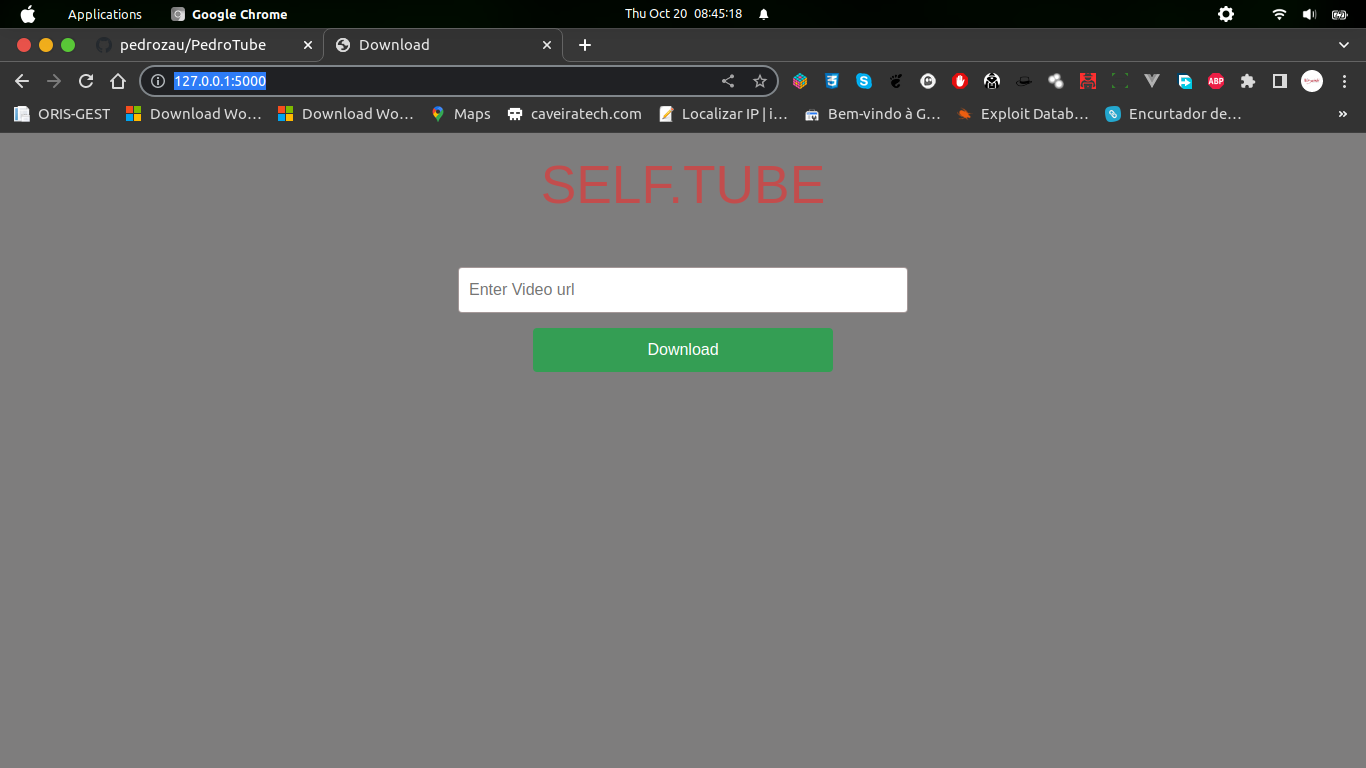 Applications Google Chrome Thu Oct 20 08:45:18
pedrozau/PedroTube Download
127.0.0.1:5000 ABP
ORIS-GEST Download Wo... Download Wo... Maps caveiratech.com Localizar IP | i... Bem-vindo à G... Exploit Datab... Encurtador de... »
SELF.TUBE
Enter Video url
Download